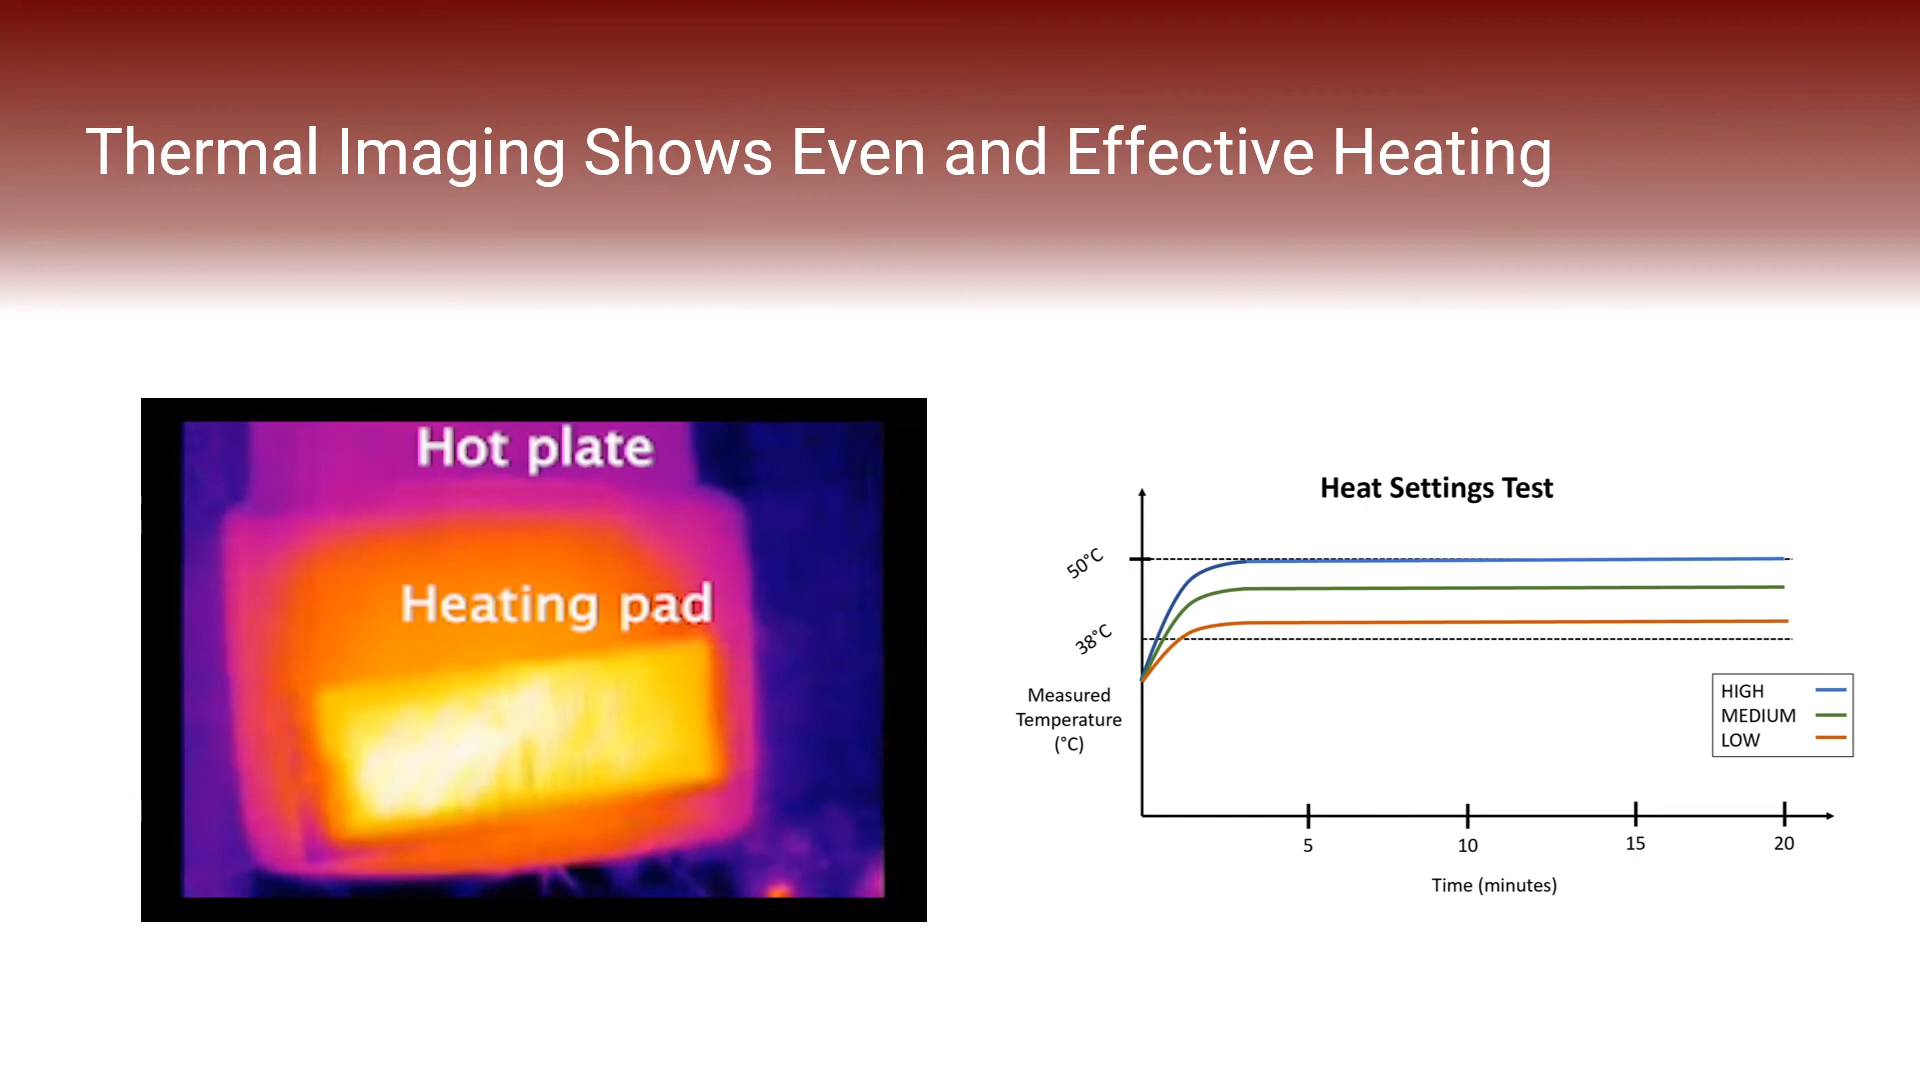 Thermal Imaging Shows Even and Effective Heating
Hot plate
Heating pad
Heat Settings Test
50°C
38°C
Measured
Temperature
(°C)
HIGH
MEDIUM
LOW
5
10
15
20
Time (minutes)